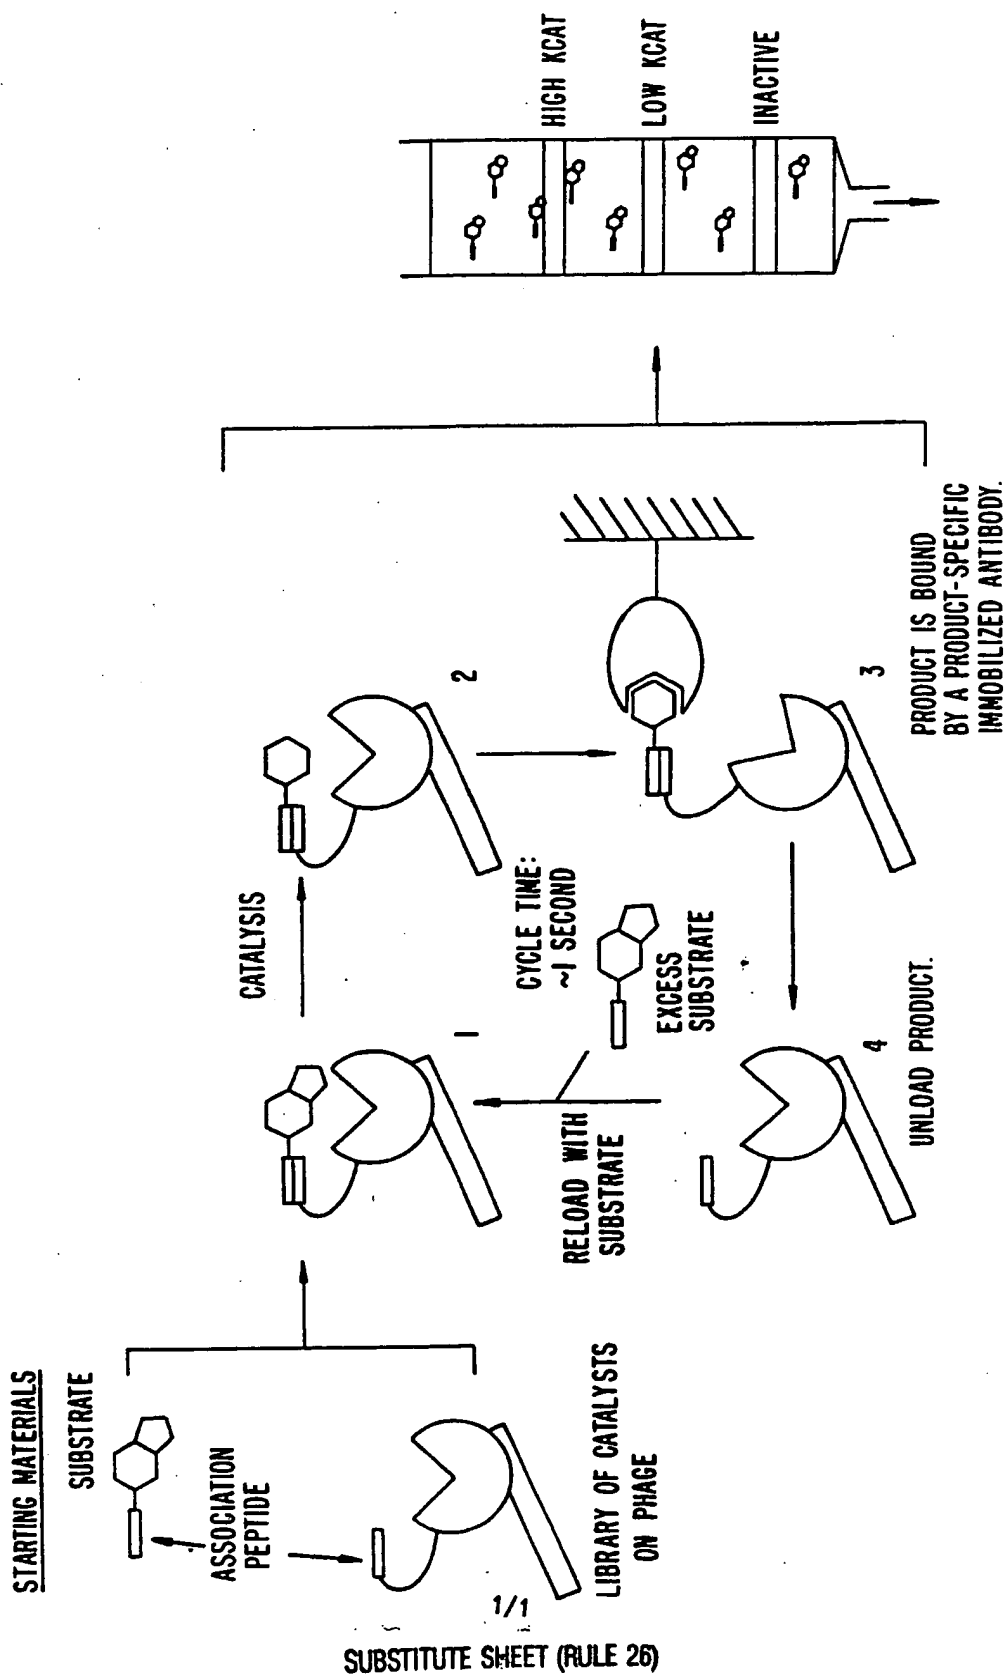 STARTING MATERIALS
SUBSTRATE
ASSOCIATION
PEPTIDE
LIBRARY OF CATALYSTS
ON PHAGE
CATALYSIS
1
2
CYCLE TIME:
~1 SECOND
RELOAD WITH
SUBSTRATE
EXCESS
SUBSTRATE
4
UNLOAD PRODUCT.
3
PRODUCT IS BOUND
BY A PRODUCT-SPECIFIC
IMMOBILIZED ANTIBODY.
HIGH KCAT
LOW KCAT
INACTIVE
1/1
SUBSTITUTE SHEET (RULE 26)